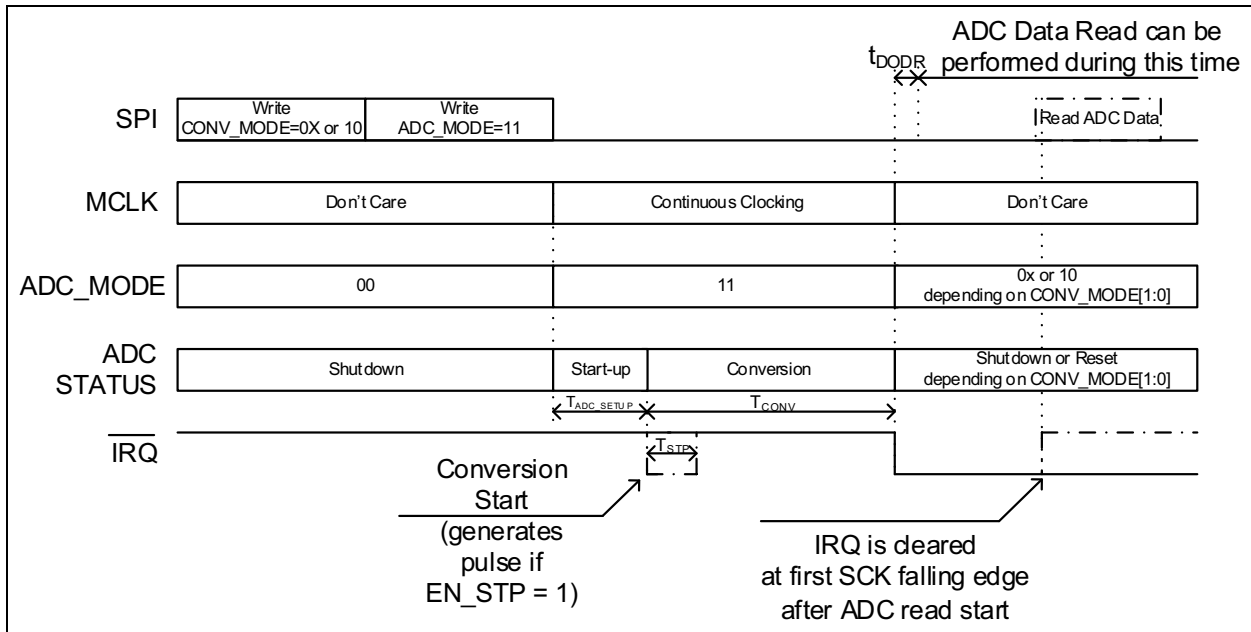 ADC Data Read can be
performed during this time
tDODR
SPI
Write
CONV_MODE=0X or 10
Write
ADC_MODE=11
Read ADC Data
MCLK
Don't Care
Continuous Clocking
Don't Care
ADC_MODE
00
11
0x or 10
depending on CONV_MODE[1:0]
ADC
STATUS
Shutdown
Start-up
Conversion
Shutdown or Reset
depending on CONV_MODE[1:0]
TADC_SETUP
TCONV
IRQ
TSTP
Conversion
Start
(generates
pulse if
EN_STP = 1)
IRQ is cleared
at first SCK falling edge
after ADC read start